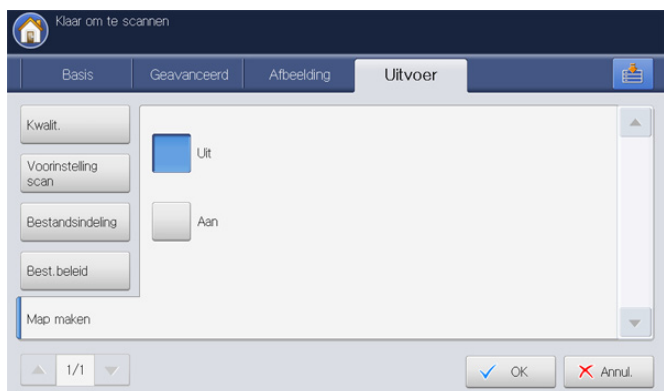 Klaar om te scannen
Basis
Geavanceerd
Afbeelding
Uitvoer
Kwalit.
Voorinstelling
scan
Bestandsindeling
Best.beleid
Map maken
Uit
Aan
1/1
OK
Annul.